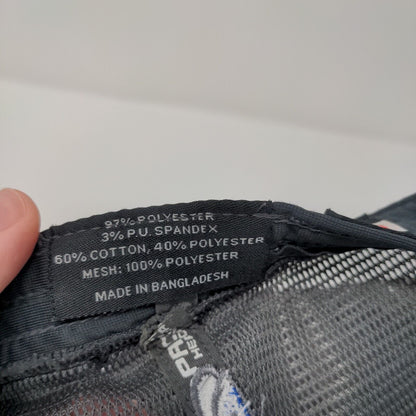 97% POLYESTER
3% P.U. SPANDEX
60% COTTON, 40% POLYESTER
MESH: 100% POLYESTER
MADE IN BANGLADESH